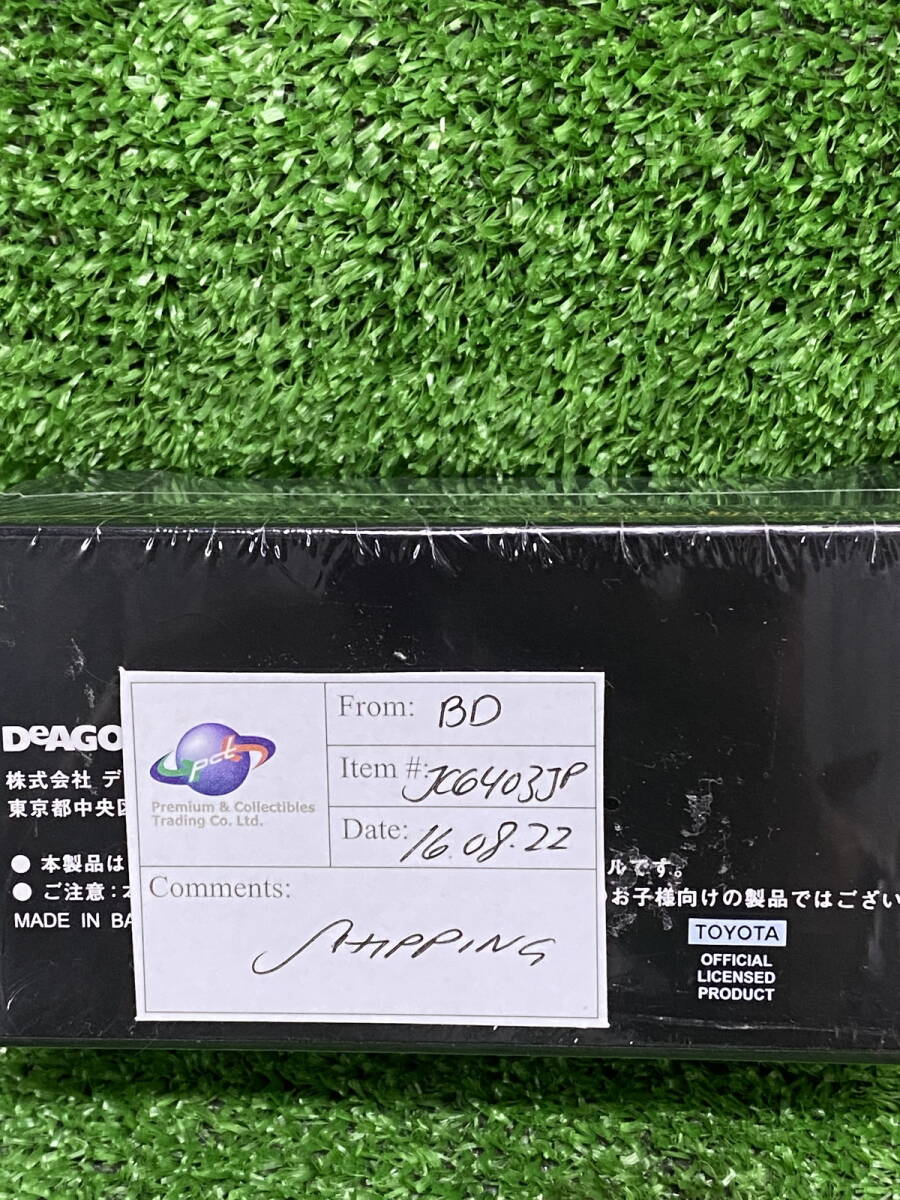 DeAGO
株式会社 デ
東京都中央区
● 本製品は
ルです。
● ご注意:本
のお子様向けの製品ではござい
MADE IN BA
pct
Premium & Collectibles
Trading Co. Ltd.
From: BD
Item #: JC6403JP
Date: 16.08.22
Comments:
SHIPPING
TOYOTA
OFFICIAL
LICENSED
PRODUCT